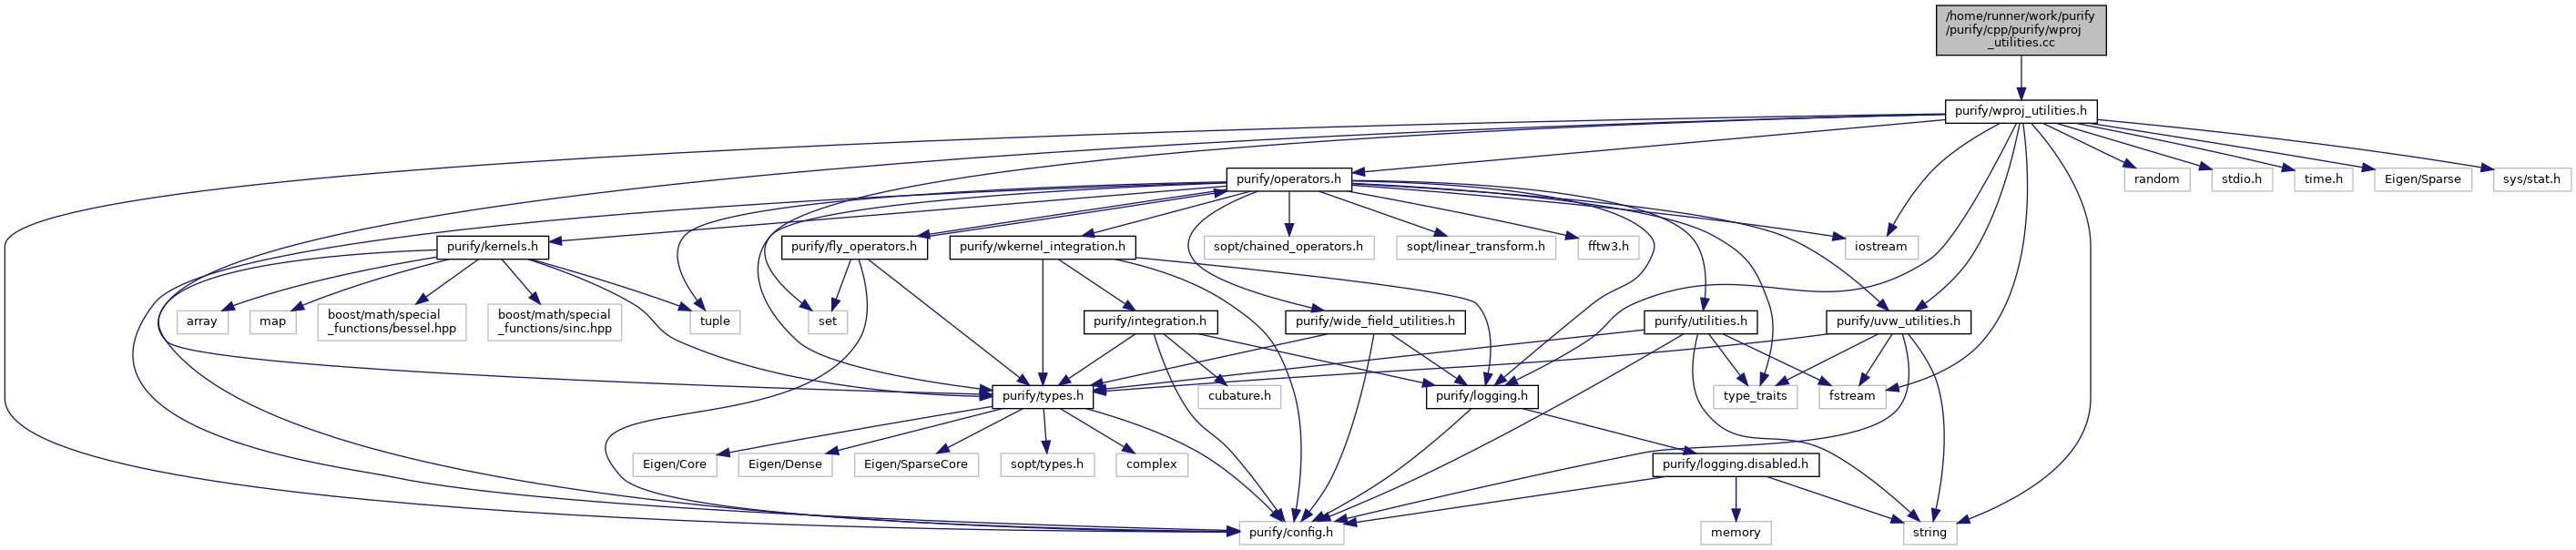 /home/runner/work/purify
/purify/cpp/purify/wproj
_utilities.cc
purify/wproj_utilities.h
purify/operators.h
random
stdio.h
time.h
Eigen/Sparse
sys/stat.h
purify/kernels.h
purify/fly_operators.h
purify/wkernel_integration.h
sopt/chained_operators.h
sopt/linear_transform.h
fftw3.h
iostream
array
map
boost/math/special
_functions/bessel.hpp
boost/math/special
_functions/sinc.hpp
tuple
set
purify/integration.h
purify/wide_field_utilities.h
purify/utilities.h
purify/uvw_utilities.h
purify/types.h
cubature.h
purify/logging.h
type_traits
fstream
Eigen/Core
Eigen/Dense
Eigen/SparseCore
sopt/types.h
complex
purify/logging.disabled.h
purify/config.h
memory
string